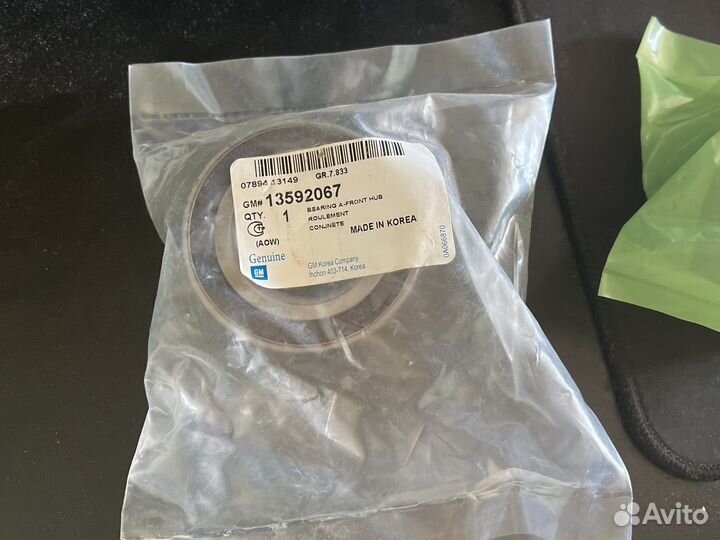 07894 13149 GR.7.833
GM# 13592067
QTY. 1
BEARING A-FRONT HUB
ROULEMENT
CONJNETE
MADE IN KOREA
(AOW)
Genuine
GM
GM Korea Company
Inchon 403-714, Korea
0A066870
Avito